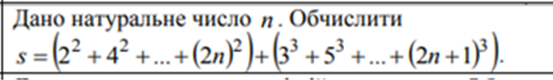 Дано натуральне число n. Обчислити
s = (2² + 4² + ... + (2n)²) + (3³ + 5³ + ... + (2n + 1)³).